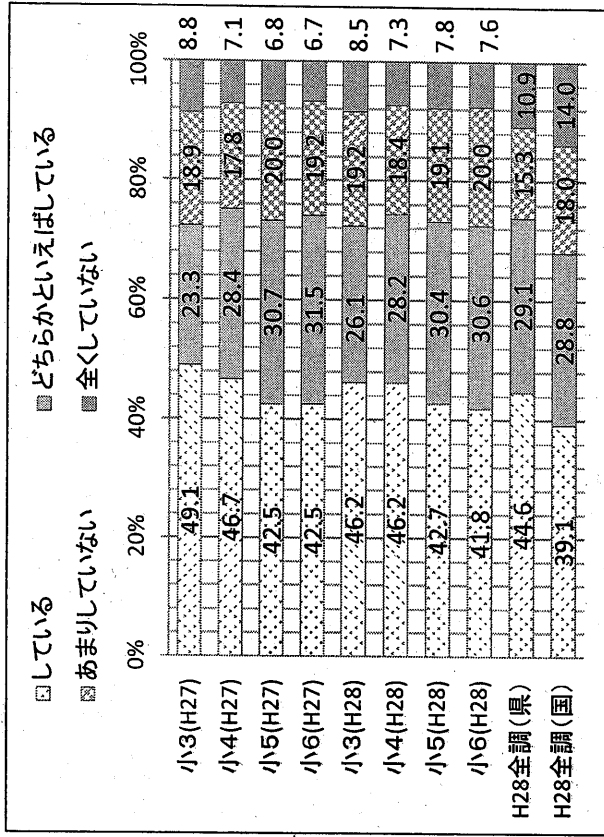 している
どちらかといえばしている
あまりしていない
全くしていない
0% 20% 40% 60% 80% 100%
小3(H27) 49.1 23.3 18.9 8.8
小4(H27) 46.7 28.4 17.8 7.1
小5(H27) 42.5 30.7 20.0 6.8
小6(H27) 42.5 31.5 19.2 6.7
小3(H28) 46.2 26.1 19.2 8.5
小4(H28) 46.2 28.2 18.4 7.3
小5(H28) 42.7 30.4 19.1 7.8
小6(H28) 41.8 30.6 20.0 7.6
H28全調(県) 44.6 29.1 15.3 10.9
H28全調(国) 39.1 28.8 18.0 14.0